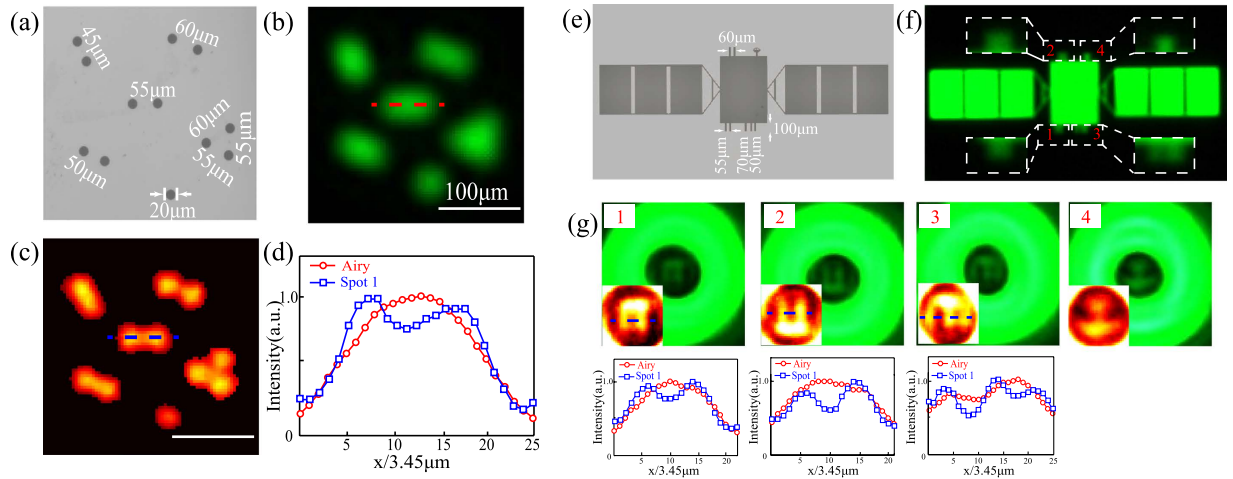 (a)
45μm
60μm
55μm
60μm
55μm
55μm
50μm
20μm
(b)
100μm
(c)
(d)
Airy
Spot 1
Intensity(a.u.)
1.0
0
5
10
15
20
25
x/3.45μm
(e)
60μm
100μm
55μm
70μm
50μm
(f)
2
4
1
3
(g)
1
2
3
4
Airy
Spot 1
Intensity(a.u.)
1.0
0
5
10
15
20
x/3.45μm
Airy
Spot 1
Intensity(a.u.)
1.0
0
5
10
15
20
x/3.45μm
Airy
Spot 1
Intensity(a.u.)
1.0
0
5
10
15
20
25
x/3.45μm